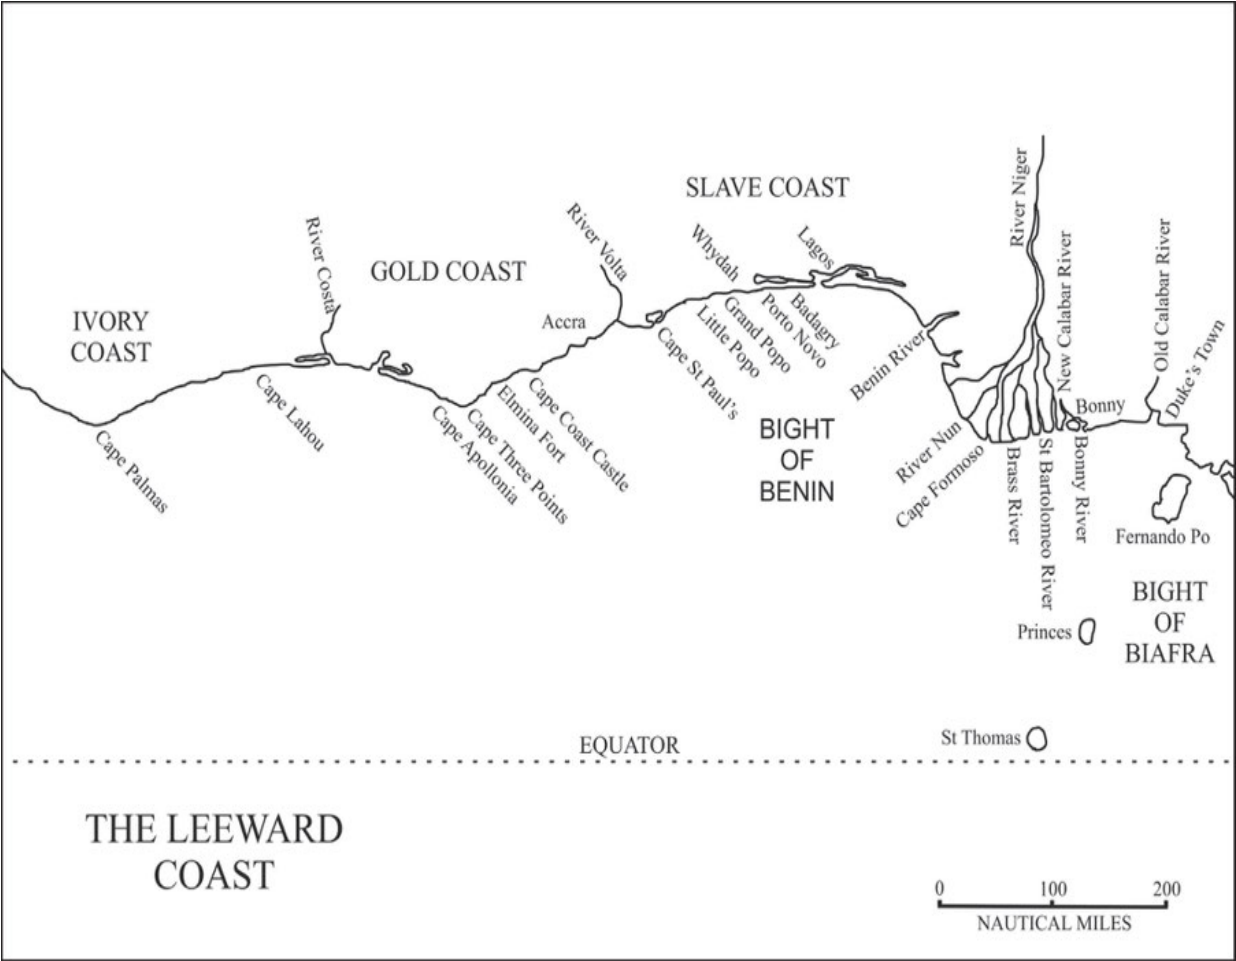 SLAVE COAST
GOLD COAST
IVORY
COAST
River Costa
River Volta
Whydah
Lagos
River Niger
New Calabar River
Old Calabar River
Duke's Town
Accra
Bonny
Cape Palmas
Cape Lahou
Cape Apollonia
Cape Three Points
Elmina Fort
Cape Coast Castle
Cape St Paul's
Little Popo
Grand Popo
Porto Novo
Badagry
Benin River
River Nun
Cape Formoso
Brass River
St Bartolomeo River
Bonny River
BIGHT
OF
BENIN
Fernando Po
BIGHT
OF
BIAFRA
Princes
St Thomas
EQUATOR
THE LEEWARD
COAST
0 100 200
NAUTICAL MILES